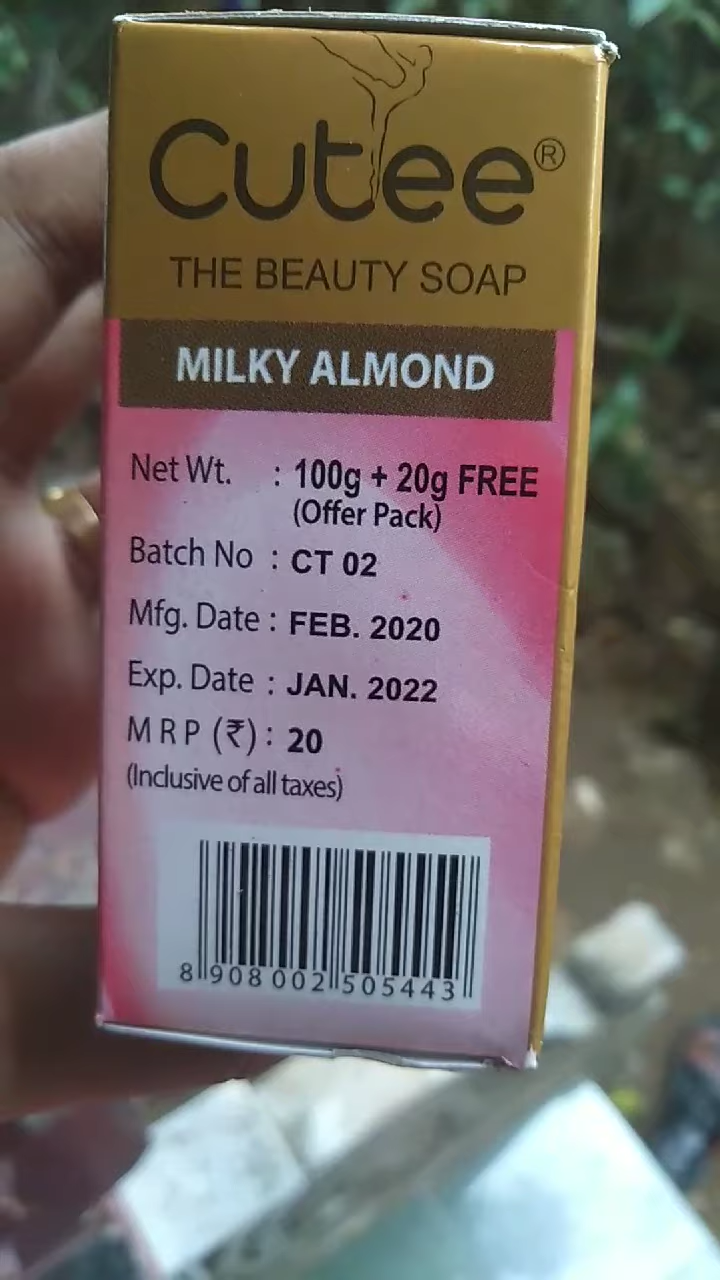 Cutee®
THE BEAUTY SOAP
MILKY ALMOND
Net Wt. : 100g + 20g FREE
(Offer Pack)
Batch No : CT 02
Mfg. Date : FEB. 2020
Exp. Date : JAN. 2022
M R P (₹) : 20
(Inclusive of all taxes)
8 908002 505443